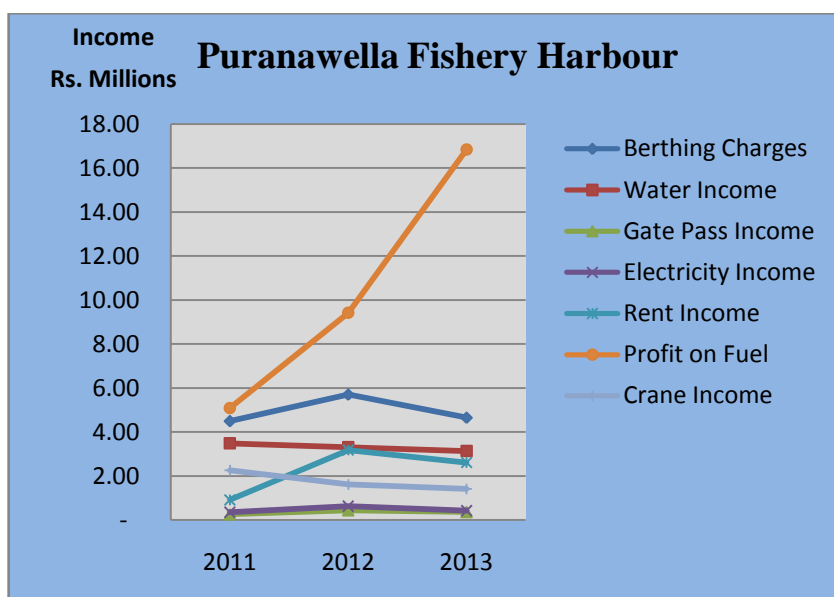 Income
Rs. Millions
Puranawella Fishery Harbour
18.00
16.00
14.00
12.00
10.00
8.00
6.00
4.00
2.00
-
2011 2012 2013
Berthing Charges
Water Income
Gate Pass Income
Electricity Income
Rent Income
Profit on Fuel
Crane Income